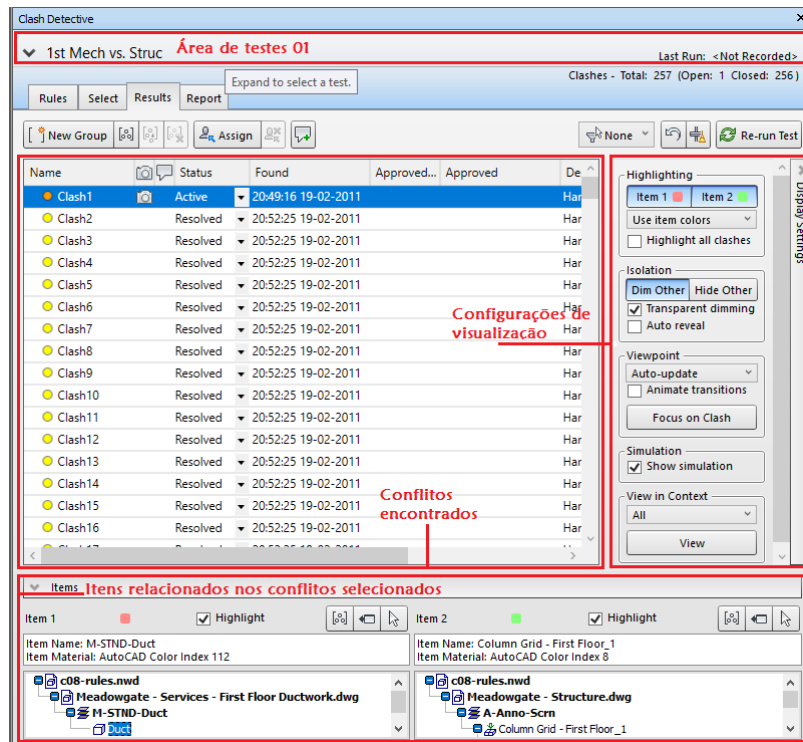 Clash Detective
1st Mech vs. Struc Área de testes 01
Last Run: <Not Recorded>
Clashes - Total: 257 (Open: 1 Closed: 256)
Expand to select a test.
Rules Select Results Report
New Group Assign None Re-run Test
Name Status Found Approved... Approved De
Clash1 Active 20:49:16 19-02-2011 Har
Clash2 Resolved 20:52:25 19-02-2011 Har
Clash3 Resolved 20:52:25 19-02-2011 Har
Clash4 Resolved 20:52:25 19-02-2011 Har
Clash5 Resolved 20:52:25 19-02-2011 Har
Clash6 Resolved 20:52:25 19-02-2011 Har
Clash7 Resolved 20:52:25 19-02-2011 Har
Clash8 Resolved 20:52:25 19-02-2011 Har
Clash9 Resolved 20:52:25 19-02-2011 Har
Clash10 Resolved 20:52:25 19-02-2011 Har
Clash11 Resolved 20:52:25 19-02-2011 Har
Clash12 Resolved 20:52:25 19-02-2011 Har
Clash13 Resolved 20:52:25 19-02-2011 Har
Clash14 Resolved 20:52:25 19-02-2011 Har
Clash15 Resolved 20:52:25 19-02-2011 Har
Clash16 Resolved 20:52:25 19-02-2011 Har
Configurações de
visualização
Conflitos
encontrados
Highlighting
Item 1 Item 2
Use item colors
Highlight all clashes
Isolation
Dim Other Hide Other
Transparent dimming
Auto reveal
Viewpoint
Auto-update
Animate transitions
Focus on Clash
Simulation
Show simulation
View in Context
All
View
Display Settings
Items Itens relacionados nos conflitos selecionados
Item 1 Highlight
Item Name: M-STND-Duct
Item Material: AutoCAD Color Index 112
c08-rules.nwd
Meadowgate - Services - First Floor Ductwork.dwg
M-STND-Duct
Duct
Item 2 Highlight
Item Name: Column Grid - First Floor_1
Item Material: AutoCAD Color Index 8
c08-rules.nwd
Meadowgate - Structure.dwg
A-Anno-Scrn
Column Grid - First Floor_1